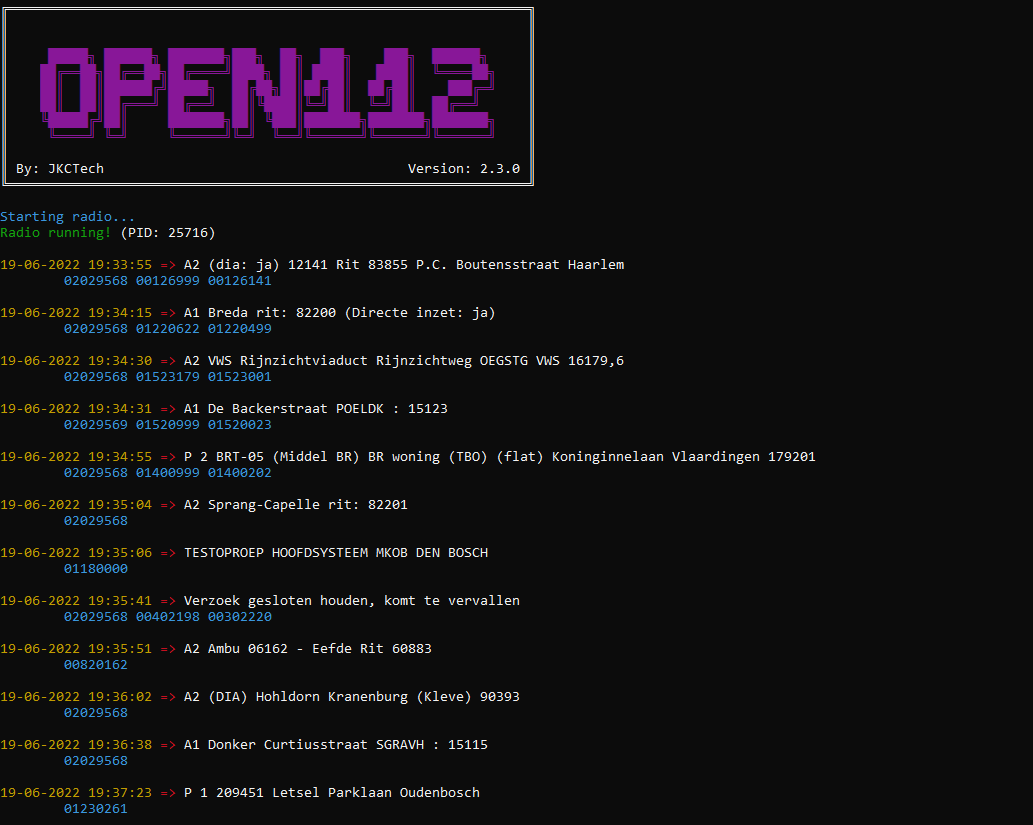 OPEN112
By: JKCTech Version: 2.3.0
Starting radio...
Radio running! (PID: 25716)
19-06-2022 19:33:55 => A2 (dia: ja) 12141 Rit 83855 P.C. Boutensstraat Haarlem
02029568 00126999 00126141
19-06-2022 19:34:15 => A1 Breda rit: 82200 (Directe inzet: ja)
02029568 01220622 01220499
19-06-2022 19:34:30 => A2 VWS Rijnzichtviaduct Rijnzichtweg OEGSTG VWS 16179,6
02029568 01523179 01523001
19-06-2022 19:34:31 => A1 De Backerstraat POELDK : 15123
02029569 01520999 01520023
19-06-2022 19:34:55 => P 2 BRT-05 (Middel BR) BR woning (TBO) (flat) Koninginnelaan Vlaardingen 179201
02029568 01400999 01400202
19-06-2022 19:35:04 => A2 Sprang-Capelle rit: 82201
02029568
19-06-2022 19:35:06 => TESTOPROEP HOOFDSYSTEEM MKOB DEN BOSCH
01180000
19-06-2022 19:35:41 => Verzoek gesloten houden, komt te vervallen
02029568 00402198 00302220
19-06-2022 19:35:51 => A2 Ambu 06162 - Eefde Rit 60883
00820162
19-06-2022 19:36:02 => A2 (DIA) Hohldorn Kranenburg (Kleve) 90393
02029568
19-06-2022 19:36:38 => A1 Donker Curtiusstraat SGRAVH : 15115
02029568
19-06-2022 19:37:23 => P 1 209451 Letsel Parklaan Oudenbosch
01230261